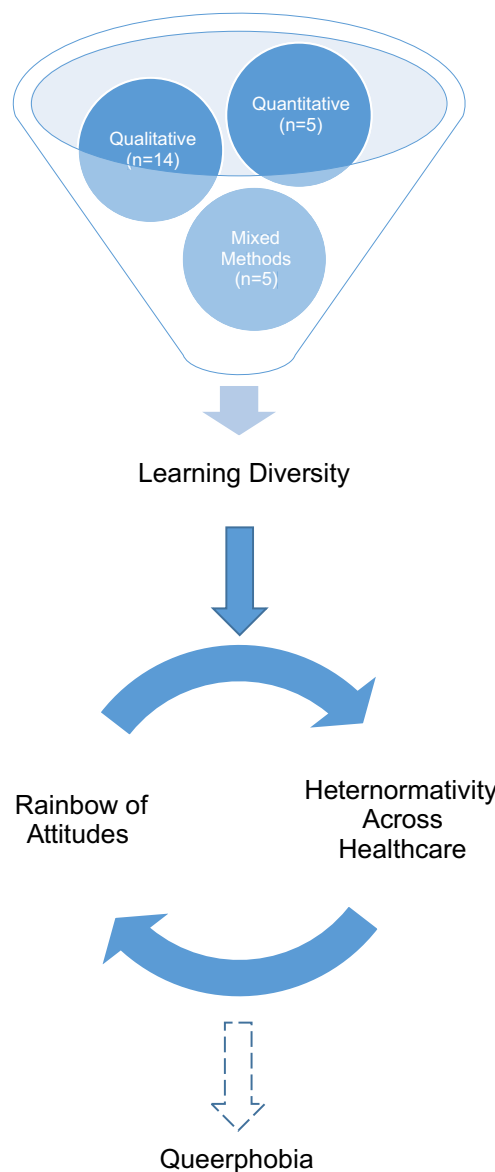 Quantitative
(n=5)
Qualitative
(n=14)
Mixed
Methods
(n=5)
Learning Diversity
Rainbow of
Attitudes
Heternormativity
Across
Healthcare
Queerphobia